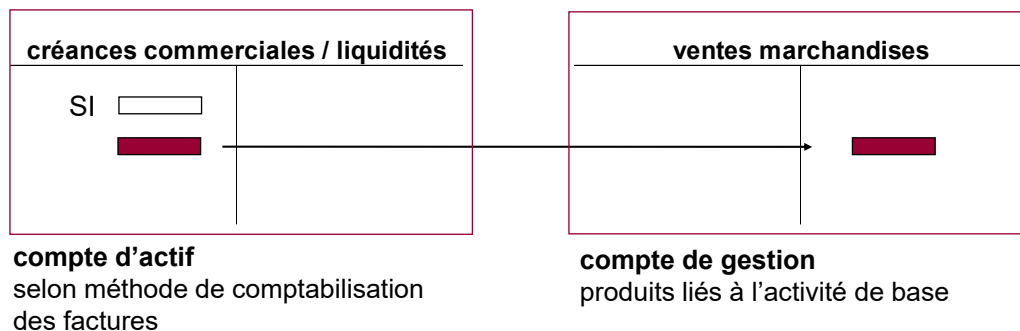 créances commerciales / liquidités
SI
compte d’actif
selon méthode de comptabilisation
des factures
ventes marchandises
compte de gestion
produits liés à l’activité de base